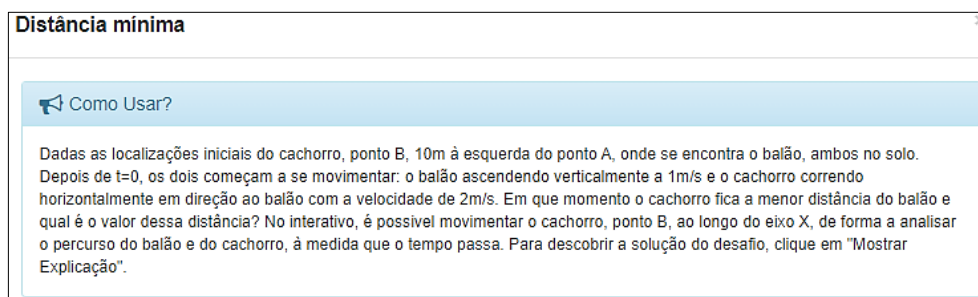 Distância mínima
Como Usar?
Dadas as localizações iniciais do cachorro, ponto B, 10m à esquerda do ponto A, onde se encontra o balão, ambos no solo.
Depois de t=0, os dois começam a se movimentar: o balão ascendendo verticalmente a 1m/s e o cachorro correndo
horizontalmente em direção ao balão com a velocidade de 2m/s. Em que momento o cachorro fica a menor distância do balão e
qual é o valor dessa distância? No interativo, é possivel movimentar o cachorro, ponto B, ao longo do eixo X, de forma a analisar
o percurso do balão e do cachorro, à medida que o tempo passa. Para descobrir a solução do desafio, clique em "Mostrar
Explicação".